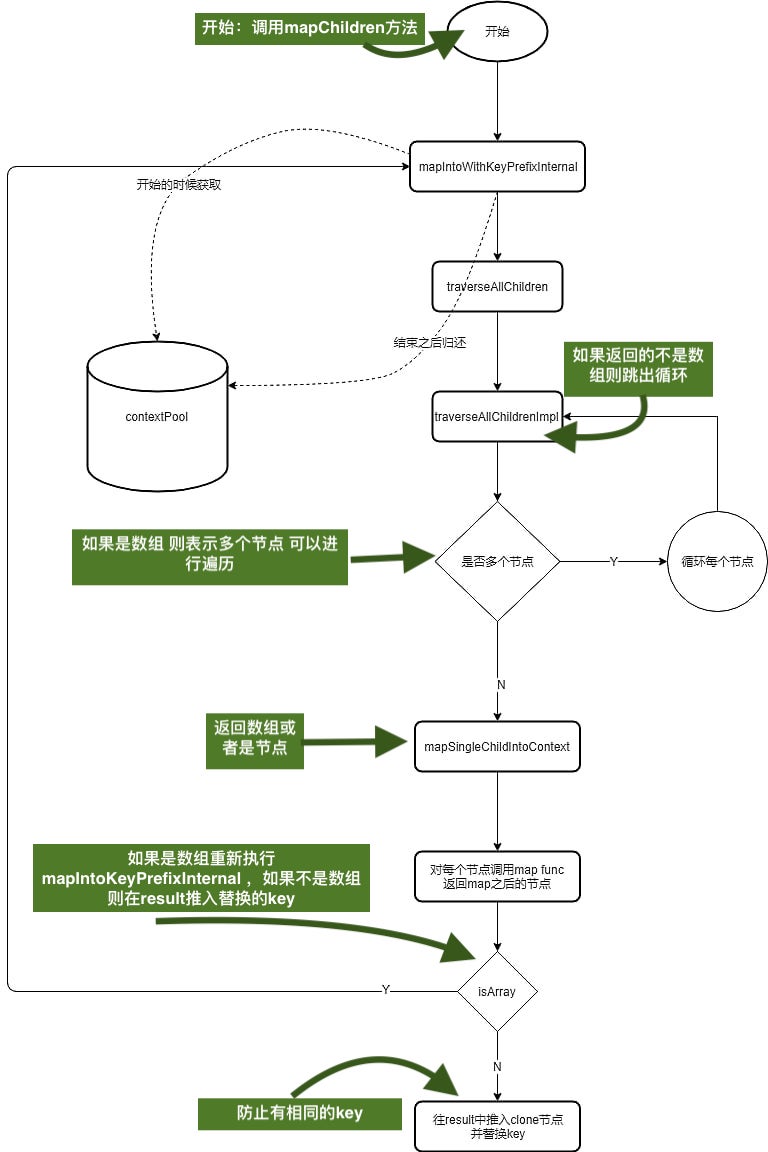 开始：调用mapChildren方法
开始
mapIntoWithKeyPrefixInternal
开始的时候获取
traverseAllChildren
结束之后归还
如果返回的不是数
组则跳出循环
contextPool
traverseAllChildrenImpl
如果是数组 则表示多个节点 可以进
行遍历
是否多个节点
Y
循环每个节点
N
返回数组或
者是节点
mapSingleChildIntoContext
如果是数组重新执行
mapIntoKeyPrefixInternal ，如果不是数组
则在result推入替换的key
对每个节点调用map func
返回map之后的节点
Y
isArray
N
防止有相同的key
往result中推入clone节点
并替换key